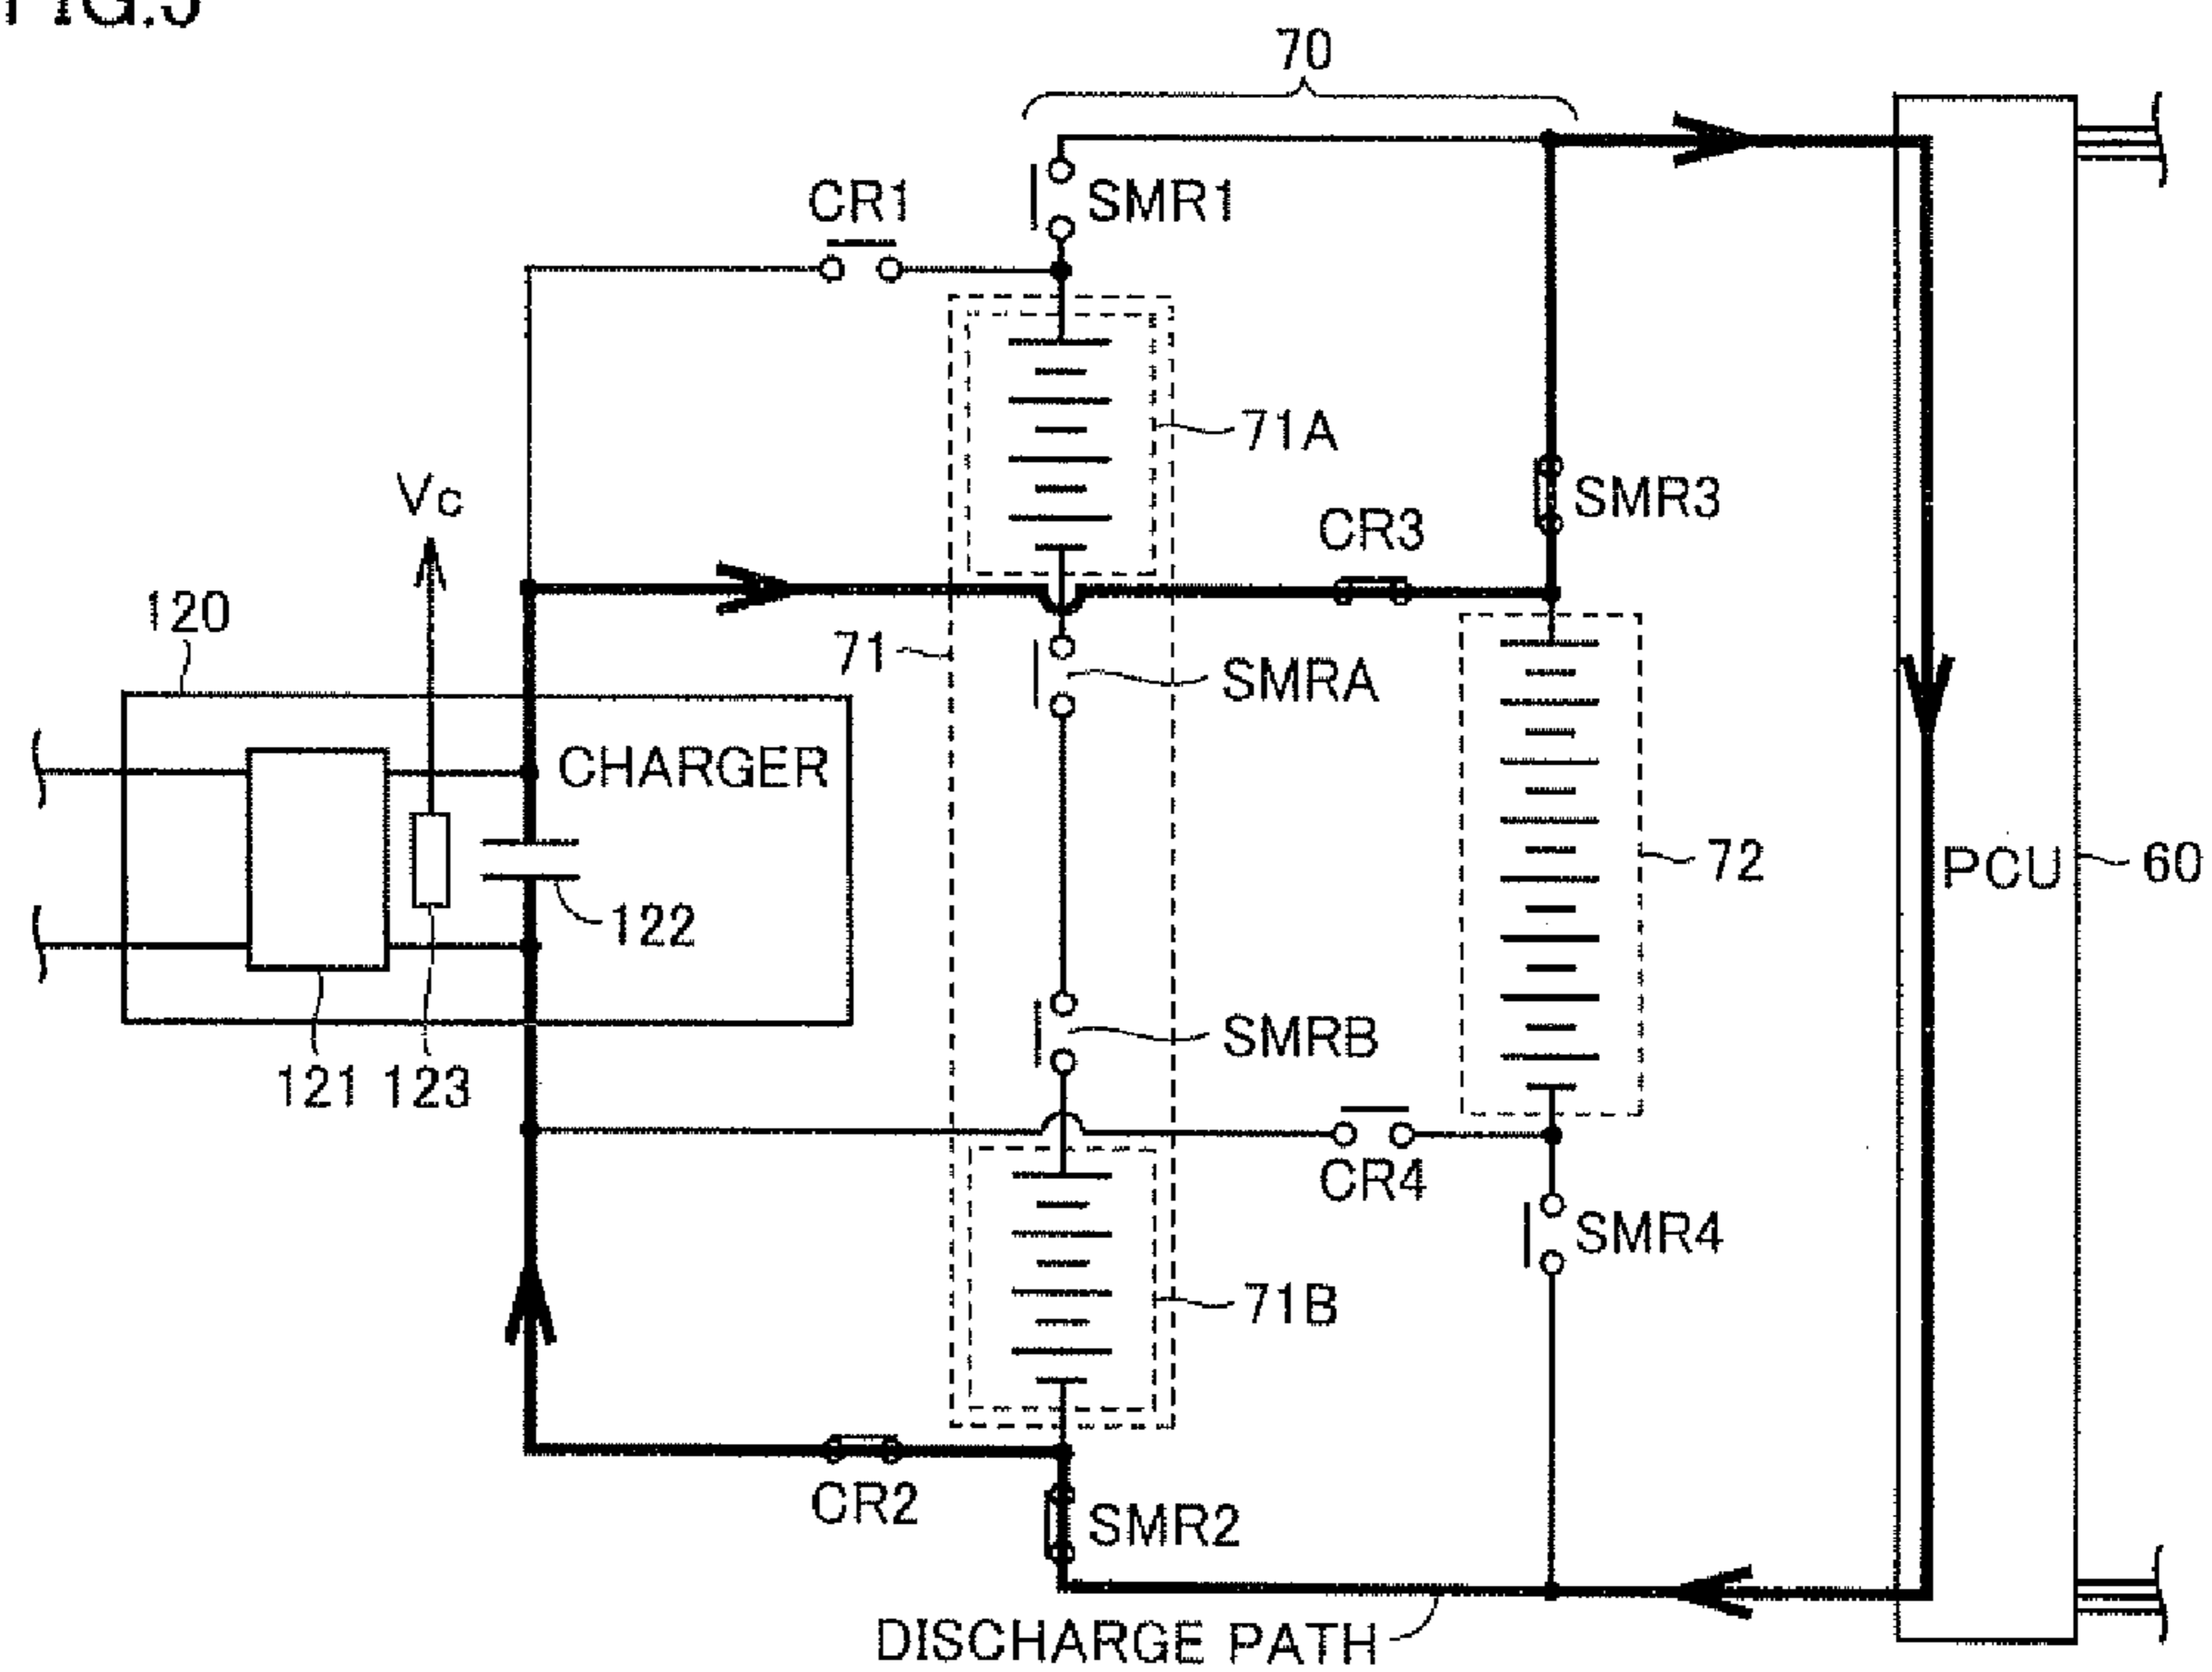 FIG.5
70
CR1
SMR1
71A
Vc
CR3
SMR3
120
71
SMRA
CHARGER
72
PCU
60
122
SMRB
121
123
CR4
SMR4
71B
CR2
SMR2
DISCHARGE PATH